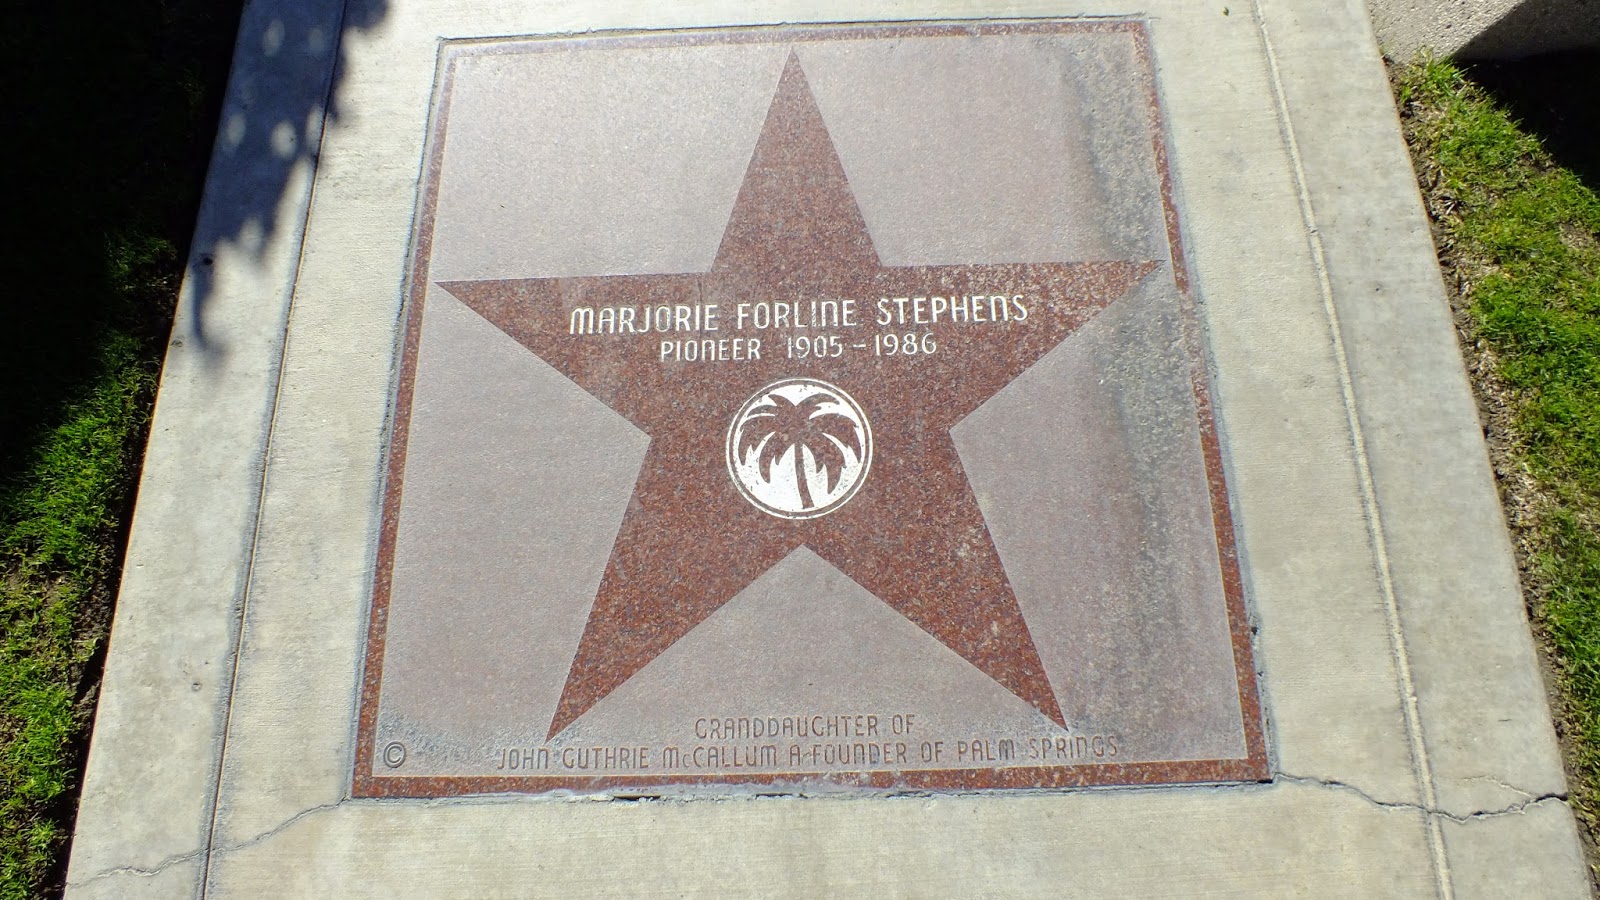 MARJORIE FORLINE STEPHENS
PIONEER 1905 - 1986
GRANDDAUGHTER OF
© JOHN GUTHRIE McCALLUM A FOUNDER OF PALM SPRINGS